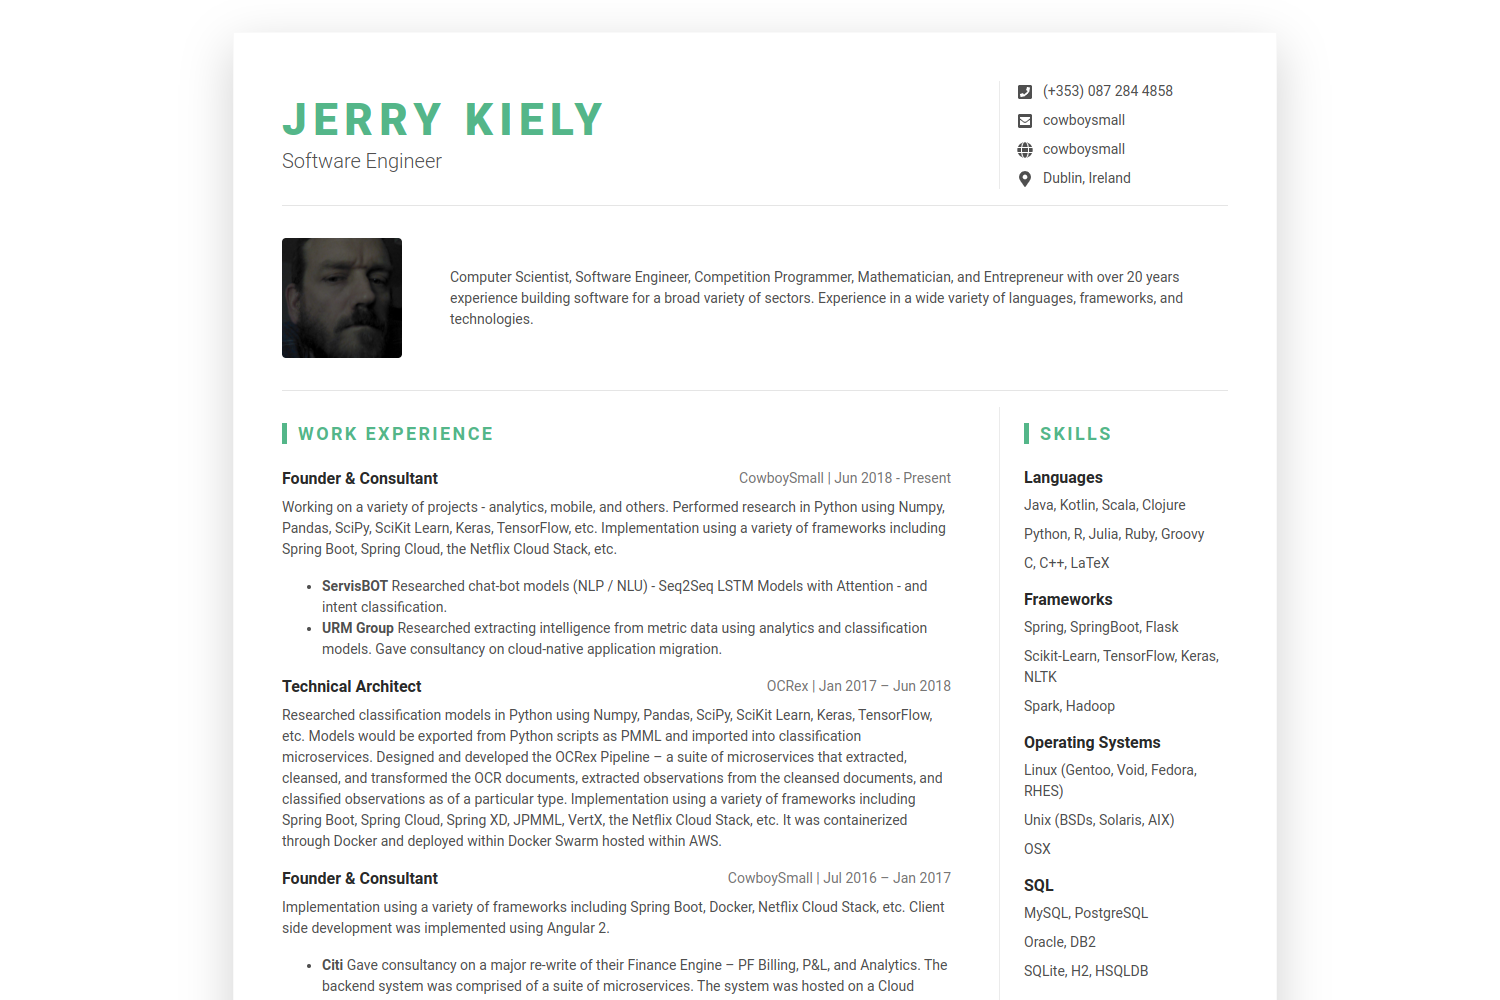 JERRY KIELY
Software Engineer
(+353) 087 284 4858
cowboysmall
cowboysmall
Dublin, Ireland
Computer Scientist, Software Engineer, Competition Programmer, Mathematician, and Entrepreneur with over 20 years
experience building software for a broad variety of sectors. Experience in a wide variety of languages, frameworks, and
technologies.
WORK EXPERIENCE
Founder & Consultant
CowboySmall | Jun 2018 - Present
Working on a variety of projects - analytics, mobile, and others. Performed research in Python using Numpy,
Pandas, SciPy, SciKit Learn, Keras, TensorFlow, etc. Implementation using a variety of frameworks including
Spring Boot, Spring Cloud, the Netflix Cloud Stack, etc.
• ServisBOT Researched chat-bot models (NLP / NLU) - Seq2Seq LSTM Models with Attention - and
intent classification.
• URM Group Researched extracting intelligence from metric data using analytics and classification
models. Gave consultancy on cloud-native application migration.
Technical Architect
OCRex | Jan 2017 – Jun 2018
Researched classification models in Python using Numpy, Pandas, SciPy, SciKit Learn, Keras, TensorFlow,
etc. Models would be exported from Python scripts as PMML and imported into classification
microservices. Designed and developed the OCRex Pipeline – a suite of microservices that extracted,
cleansed, and transformed the OCR documents, extracted observations from the cleansed documents, and
classified observations as of a particular type. Implementation using a variety of frameworks including
Spring Boot, Spring Cloud, Spring XD, JPMML, VertX, the Netflix Cloud Stack, etc. It was containerized
through Docker and deployed within Docker Swarm hosted within AWS.
Founder & Consultant
CowboySmall | Jul 2016 – Jan 2017
Implementation using a variety of frameworks including Spring Boot, Docker, Netflix Cloud Stack, etc. Client
side development was implemented using Angular 2.
• Citi Gave consultancy on a major re-write of their Finance Engine – PF Billing, P&L, and Analytics. The
backend system was comprised of a suite of microservices. The system was hosted on a Cloud
SKILLS
Languages
Java, Kotlin, Scala, Clojure
Python, R, Julia, Ruby, Groovy
C, C++, LaTeX
Frameworks
Spring, SpringBoot, Flask
Scikit-Learn, TensorFlow, Keras,
NLTK
Spark, Hadoop
Operating Systems
Linux (Gentoo, Void, Fedora,
RHES)
Unix (BSDs, Solaris, AIX)
OSX
SQL
MySQL, PostgreSQL
Oracle, DB2
SQLite, H2, HSQLDB